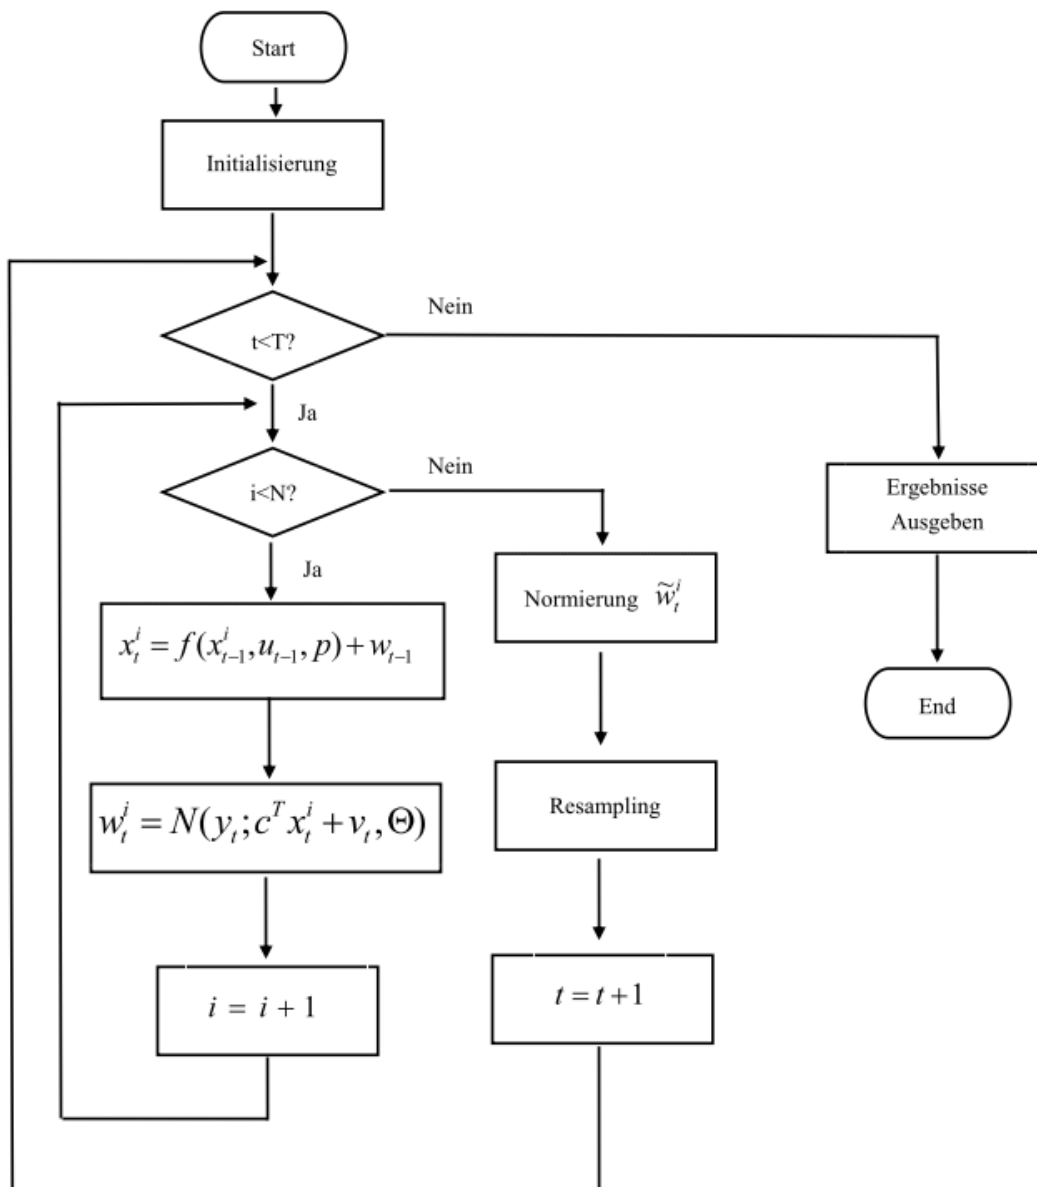 Start
Initialisierung
t<T?
Nein
Ja
i<N?
Nein
Ja
x_t^i = f(x_{t-1}^i, u_{t-1}, p) + w_{t-1}
w_t^i = N(y_t; c^T x_t^i + v_t, Θ)
i = i + 1
Normierung w̃_t^i
Resampling
t = t + 1
Ergebnisse
Ausgeben
End